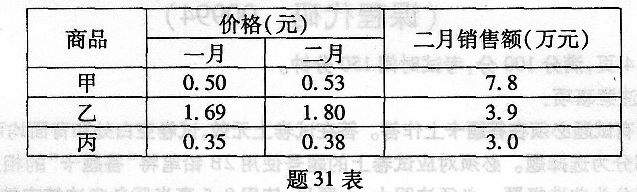 商品 价格(元) 二月销售额(万元)
一月 二月
甲 0.50 0.53 7.8
乙 1.69 1.80 3.9
丙 0.35 0.38 3.0
题 31 表